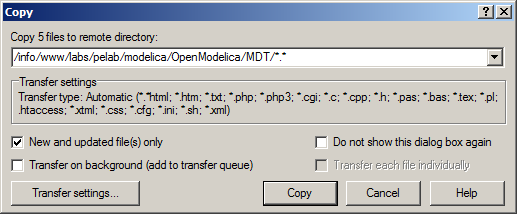 Copy
Copy 5 files to remote directory:
/info/www/labs/pelab/modelica/OpenModelica/MDT/*.*
Transfer settings
Transfer type: Automatic (*.*html; *.htm; *.txt; *.php; *.php3; *.cgi; *.c; *.cpp; *.h; *.pas; *.bas; *.tex; *.pl;
.htaccess; *.xtml; *.css; *.cfg; *.ini; *.sh; *.xml)
New and updated file(s) only
Do not show this dialog box again
Transfer on background (add to transfer queue)
Transfer each file individually
Transfer settings...
Copy
Cancel
Help